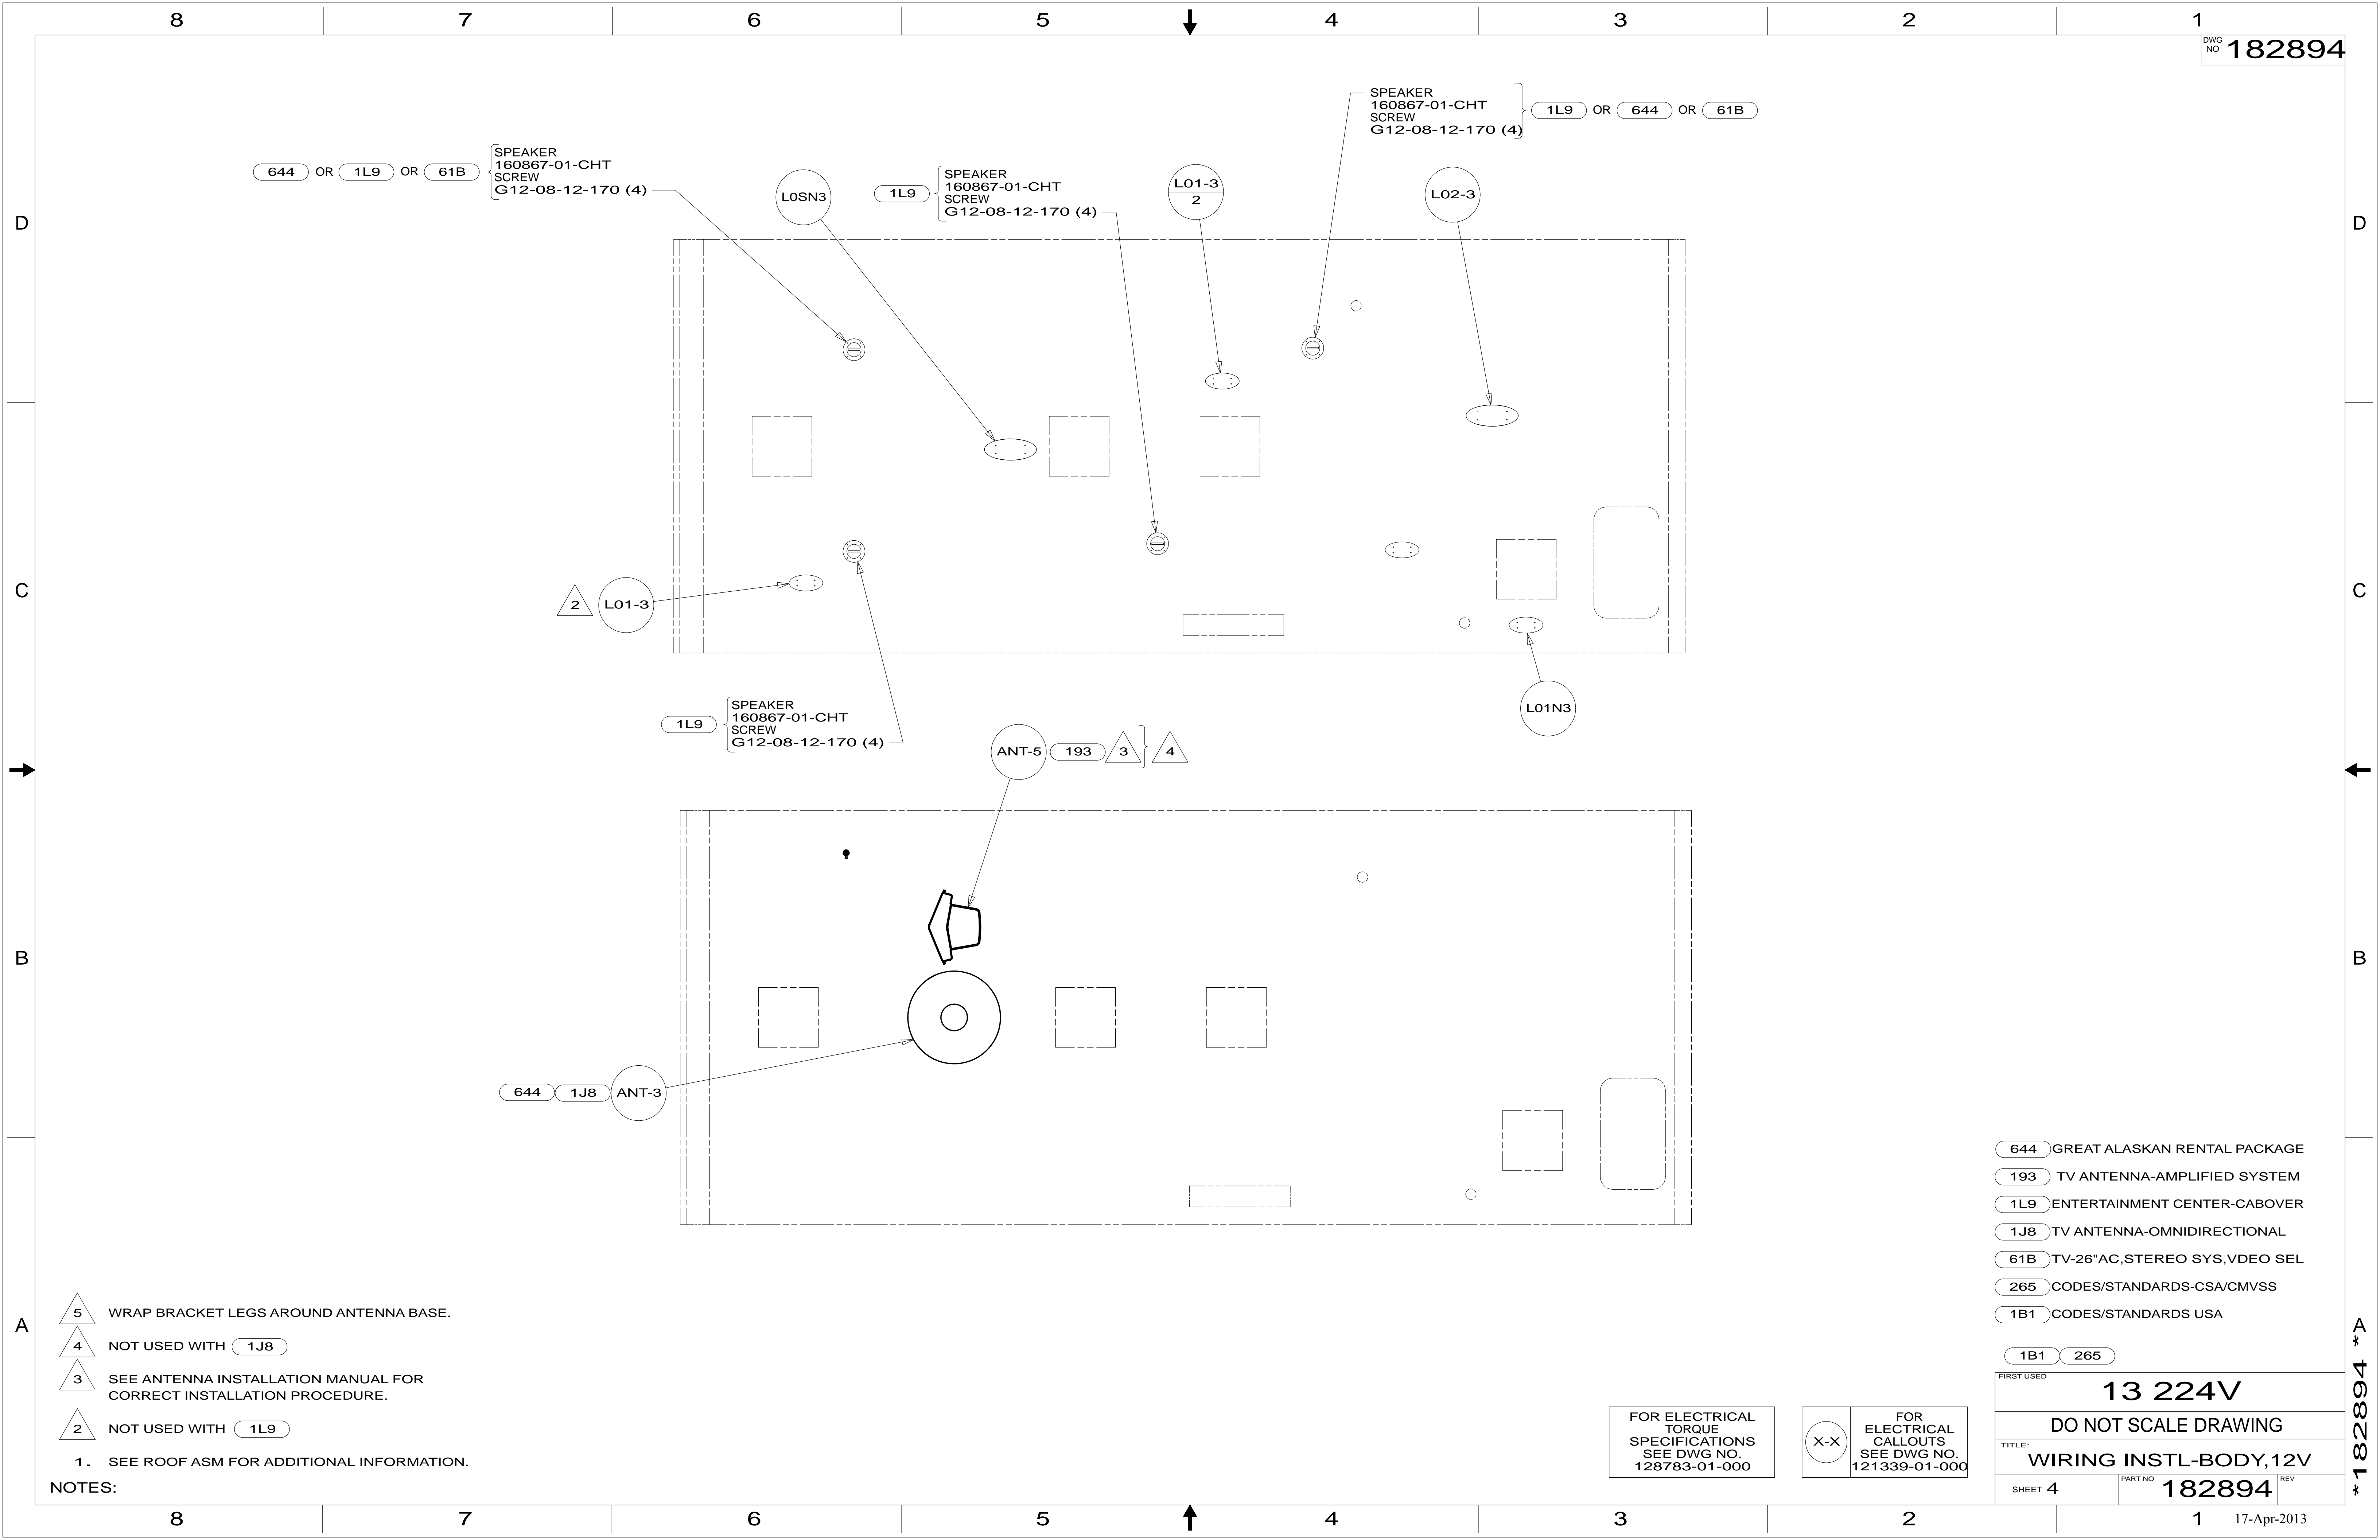 8 7 6 5 4 3 2 1
DWG
NO 182894
D
D
C
C
B
B
A
A
SPEAKER
160867-01-CHT
SCREW
G12-08-12-170 (4)
1L9 OR 644 OR 61B
644 OR 1L9 OR 61B
SPEAKER
160867-01-CHT
SCREW
G12-08-12-170 (4)
L0SN3
1L9
SPEAKER
160867-01-CHT
SCREW
G12-08-12-170 (4)
L01-3
2
L02-3
2 L01-3
1L9
SPEAKER
160867-01-CHT
SCREW
G12-08-12-170 (4)
L01N3
ANT-5 193 3 4
644 1J8 ANT-3
644 GREAT ALASKAN RENTAL PACKAGE
193 TV ANTENNA-AMPLIFIED SYSTEM
1L9 ENTERTAINMENT CENTER-CABOVER
1J8 TV ANTENNA-OMNIDIRECTIONAL
61B TV-26"AC,STEREO SYS,VDEO SEL
265 CODES/STANDARDS-CSA/CMVSS
1B1 CODES/STANDARDS USA
1B1 265
5 WRAP BRACKET LEGS AROUND ANTENNA BASE.
4 NOT USED WITH 1J8
3 SEE ANTENNA INSTALLATION MANUAL FOR
CORRECT INSTALLATION PROCEDURE.
2 NOT USED WITH 1L9
1. SEE ROOF ASM FOR ADDITIONAL INFORMATION.
NOTES:
FOR ELECTRICAL
TORQUE
SPECIFICATIONS
SEE DWG NO.
128783-01-000
X-X
FOR
ELECTRICAL
CALLOUTS
SEE DWG NO.
121339-01-000
FIRST USED
13 224V
DO NOT SCALE DRAWING
TITLE:
WIRING INSTL-BODY,12V
SHEET 4
PART NO 182894
REV
*182894 *
8 7 6 5 4 3 2 1
17-Apr-2013